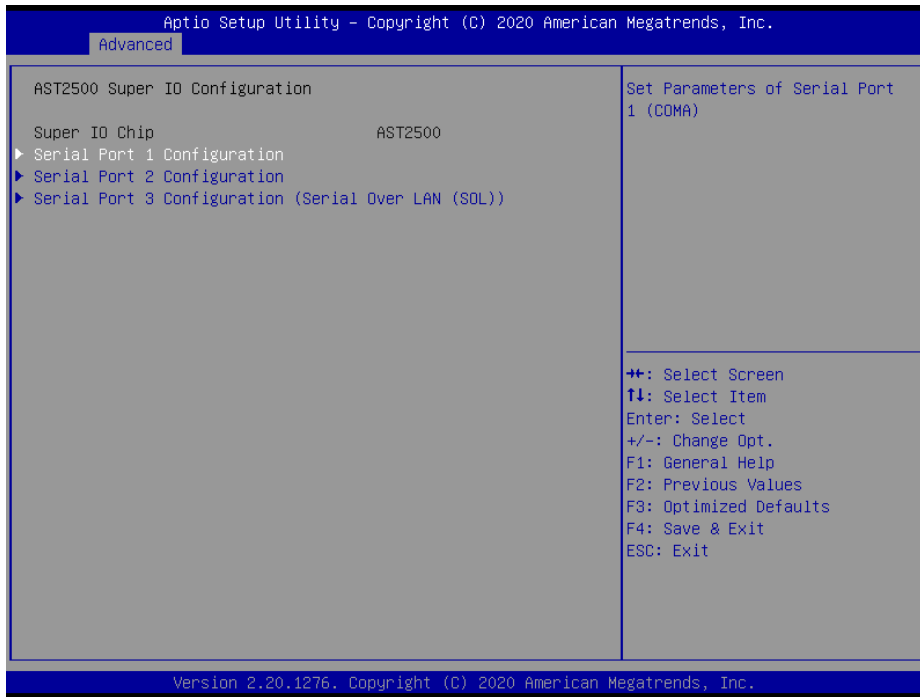 Aptio Setup Utility – Copyright (C) 2020 American Megatrends, Inc.
Advanced
AST2500 Super IO Configuration
Super IO Chip AST2500
Serial Port 1 Configuration
Serial Port 2 Configuration
Serial Port 3 Configuration (Serial Over LAN (SOL))
Set Parameters of Serial Port
1 (COMA)
→←: Select Screen
↑↓: Select Item
Enter: Select
+/-: Change Opt.
F1: General Help
F2: Previous Values
F3: Optimized Defaults
F4: Save & Exit
ESC: Exit
Version 2.20.1276. Copyright (C) 2020 American Megatrends, Inc.